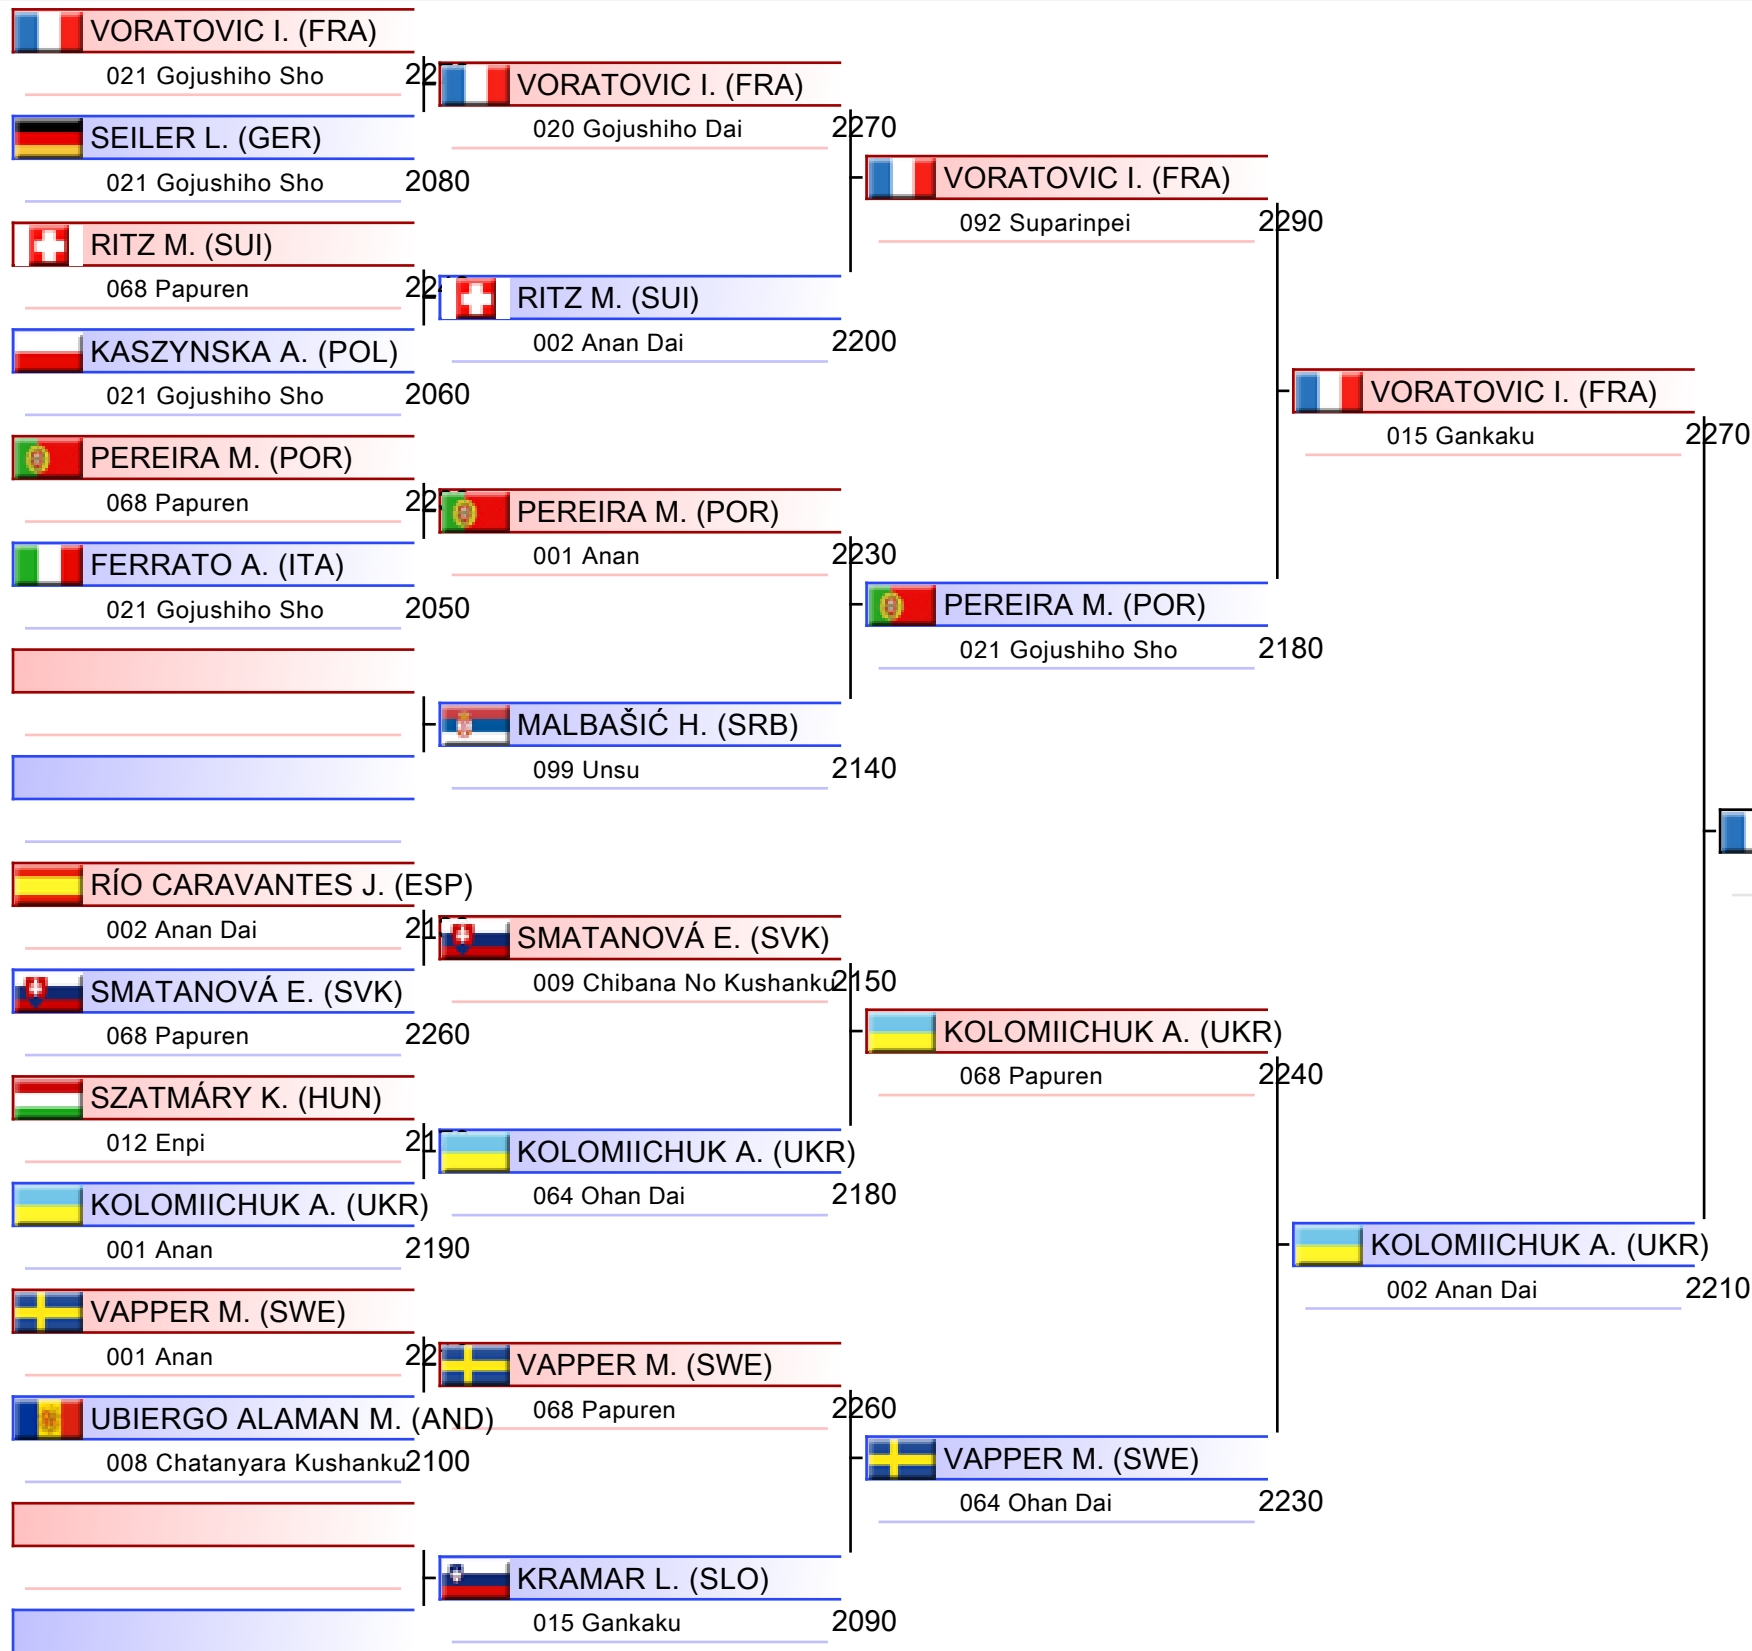 VORATOVIC I. (FRA)
021 Gojushiho Sho
SEILER L. (GER)
021 Gojushiho Sho 2080
RITZ M. (SUI)
068 Papuren
KASZYNSKA A. (POL)
021 Gojushiho Sho 2060
PEREIRA M. (POR)
068 Papuren
FERRATO A. (ITA)
021 Gojushiho Sho 2050
RÍO CARAVANTES J. (ESP)
002 Anan Dai
SMATANOVÁ E. (SVK)
068 Papuren 2260
SZATMÁRY K. (HUN)
012 Enpi
KOLOMIICHUK A. (UKR)
001 Anan 2190
VAPPER M. (SWE)
001 Anan
UBIERGO ALAMAN M. (AND)
008 Chatanyara Kushanku 2100
VORATOVIC I. (FRA)
020 Gojushiho Dai 2270
RITZ M. (SUI)
002 Anan Dai 2200
PEREIRA M. (POR)
001 Anan 2230
MALBAŠIĆ H. (SRB)
099 Unsu 2140
SMATANOVÁ E. (SVK)
009 Chibana No Kushanku 2150
KOLOMIICHUK A. (UKR)
064 Ohan Dai 2180
VAPPER M. (SWE)
068 Papuren 2260
KRAMAR L. (SLO)
015 Gankaku 2090
VORATOVIC I. (FRA)
092 Suparinpei 2290
PEREIRA M. (POR)
021 Gojushiho Sho 2180
KOLOMIICHUK A. (UKR)
068 Papuren 2240
VAPPER M. (SWE)
064 Ohan Dai 2230
VORATOVIC I. (FRA)
015 Gankaku 2270
KOLOMIICHUK A. (UKR)
002 Anan Dai 2210